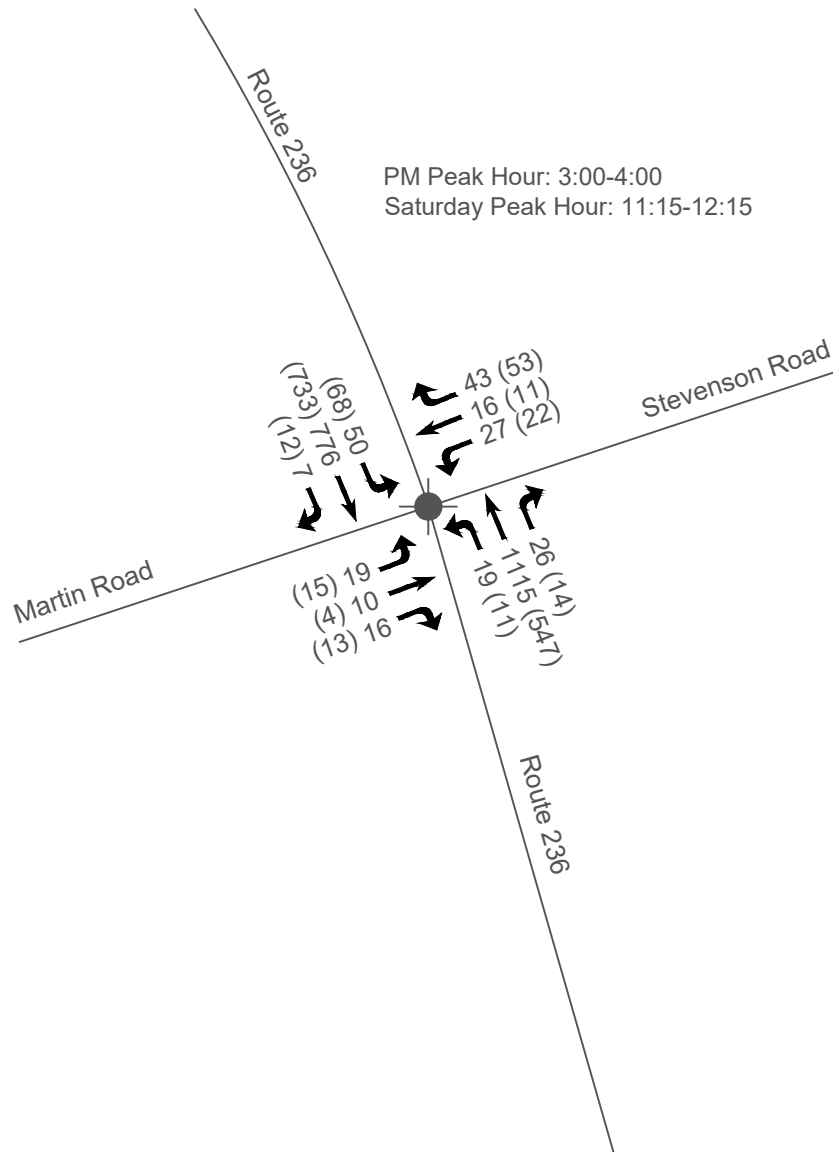 Route 236
PM Peak Hour: 3:00-4:00
Saturday Peak Hour: 11:15-12:15
Stevenson Road
43 (53)
16 (11)
27 (22)
(68) 50
(733) 776
(12) 7
Martin Road
(15) 19
(4) 10
(13) 16
19 (11)
1115 (547)
26 (14)
Route 236